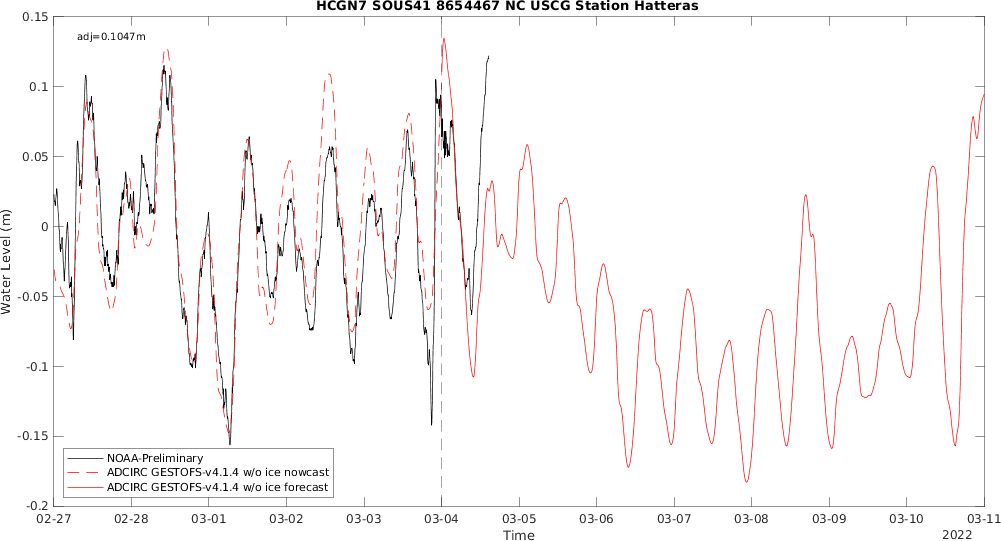 HCGN7 SOUS41 8654467 NC USCG Station Hatteras
0.15
adj=0.1047m
0.1
0.05
0
-0.05
-0.1
-0.15
-0.2
Water Level (m)
NOAA-Preliminary
ADCIRC GESTOFS-v4.1.4 w/o ice nowcast
ADCIRC GESTOFS-v4.1.4 w/o ice forecast
02-27 02-28 03-01 03-02 03-03 03-04 03-05 03-06 03-07 03-08 03-09 03-10 03-11
Time
2022